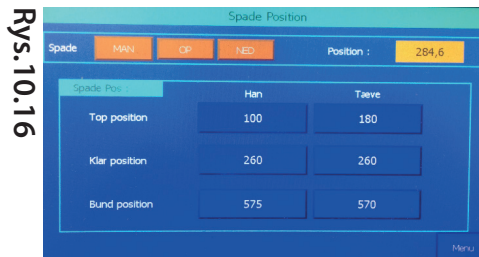 Rys.10.16
Spade Position
Spade MAN OP NED Position : 284,6
Spade Pos :
Han Tæve
Top position 100 180
Klar position 260 260
Bund position 575 570
Menu